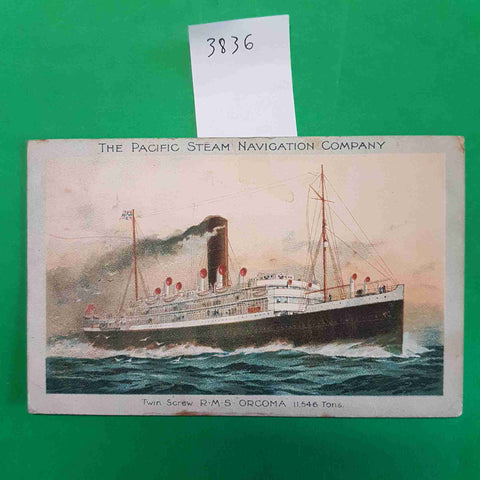 3836
THE PACIFIC STEAM NAVIGATION COMPANY
Twin Screw R·M·S· ORCOMA 11.546 Tons.